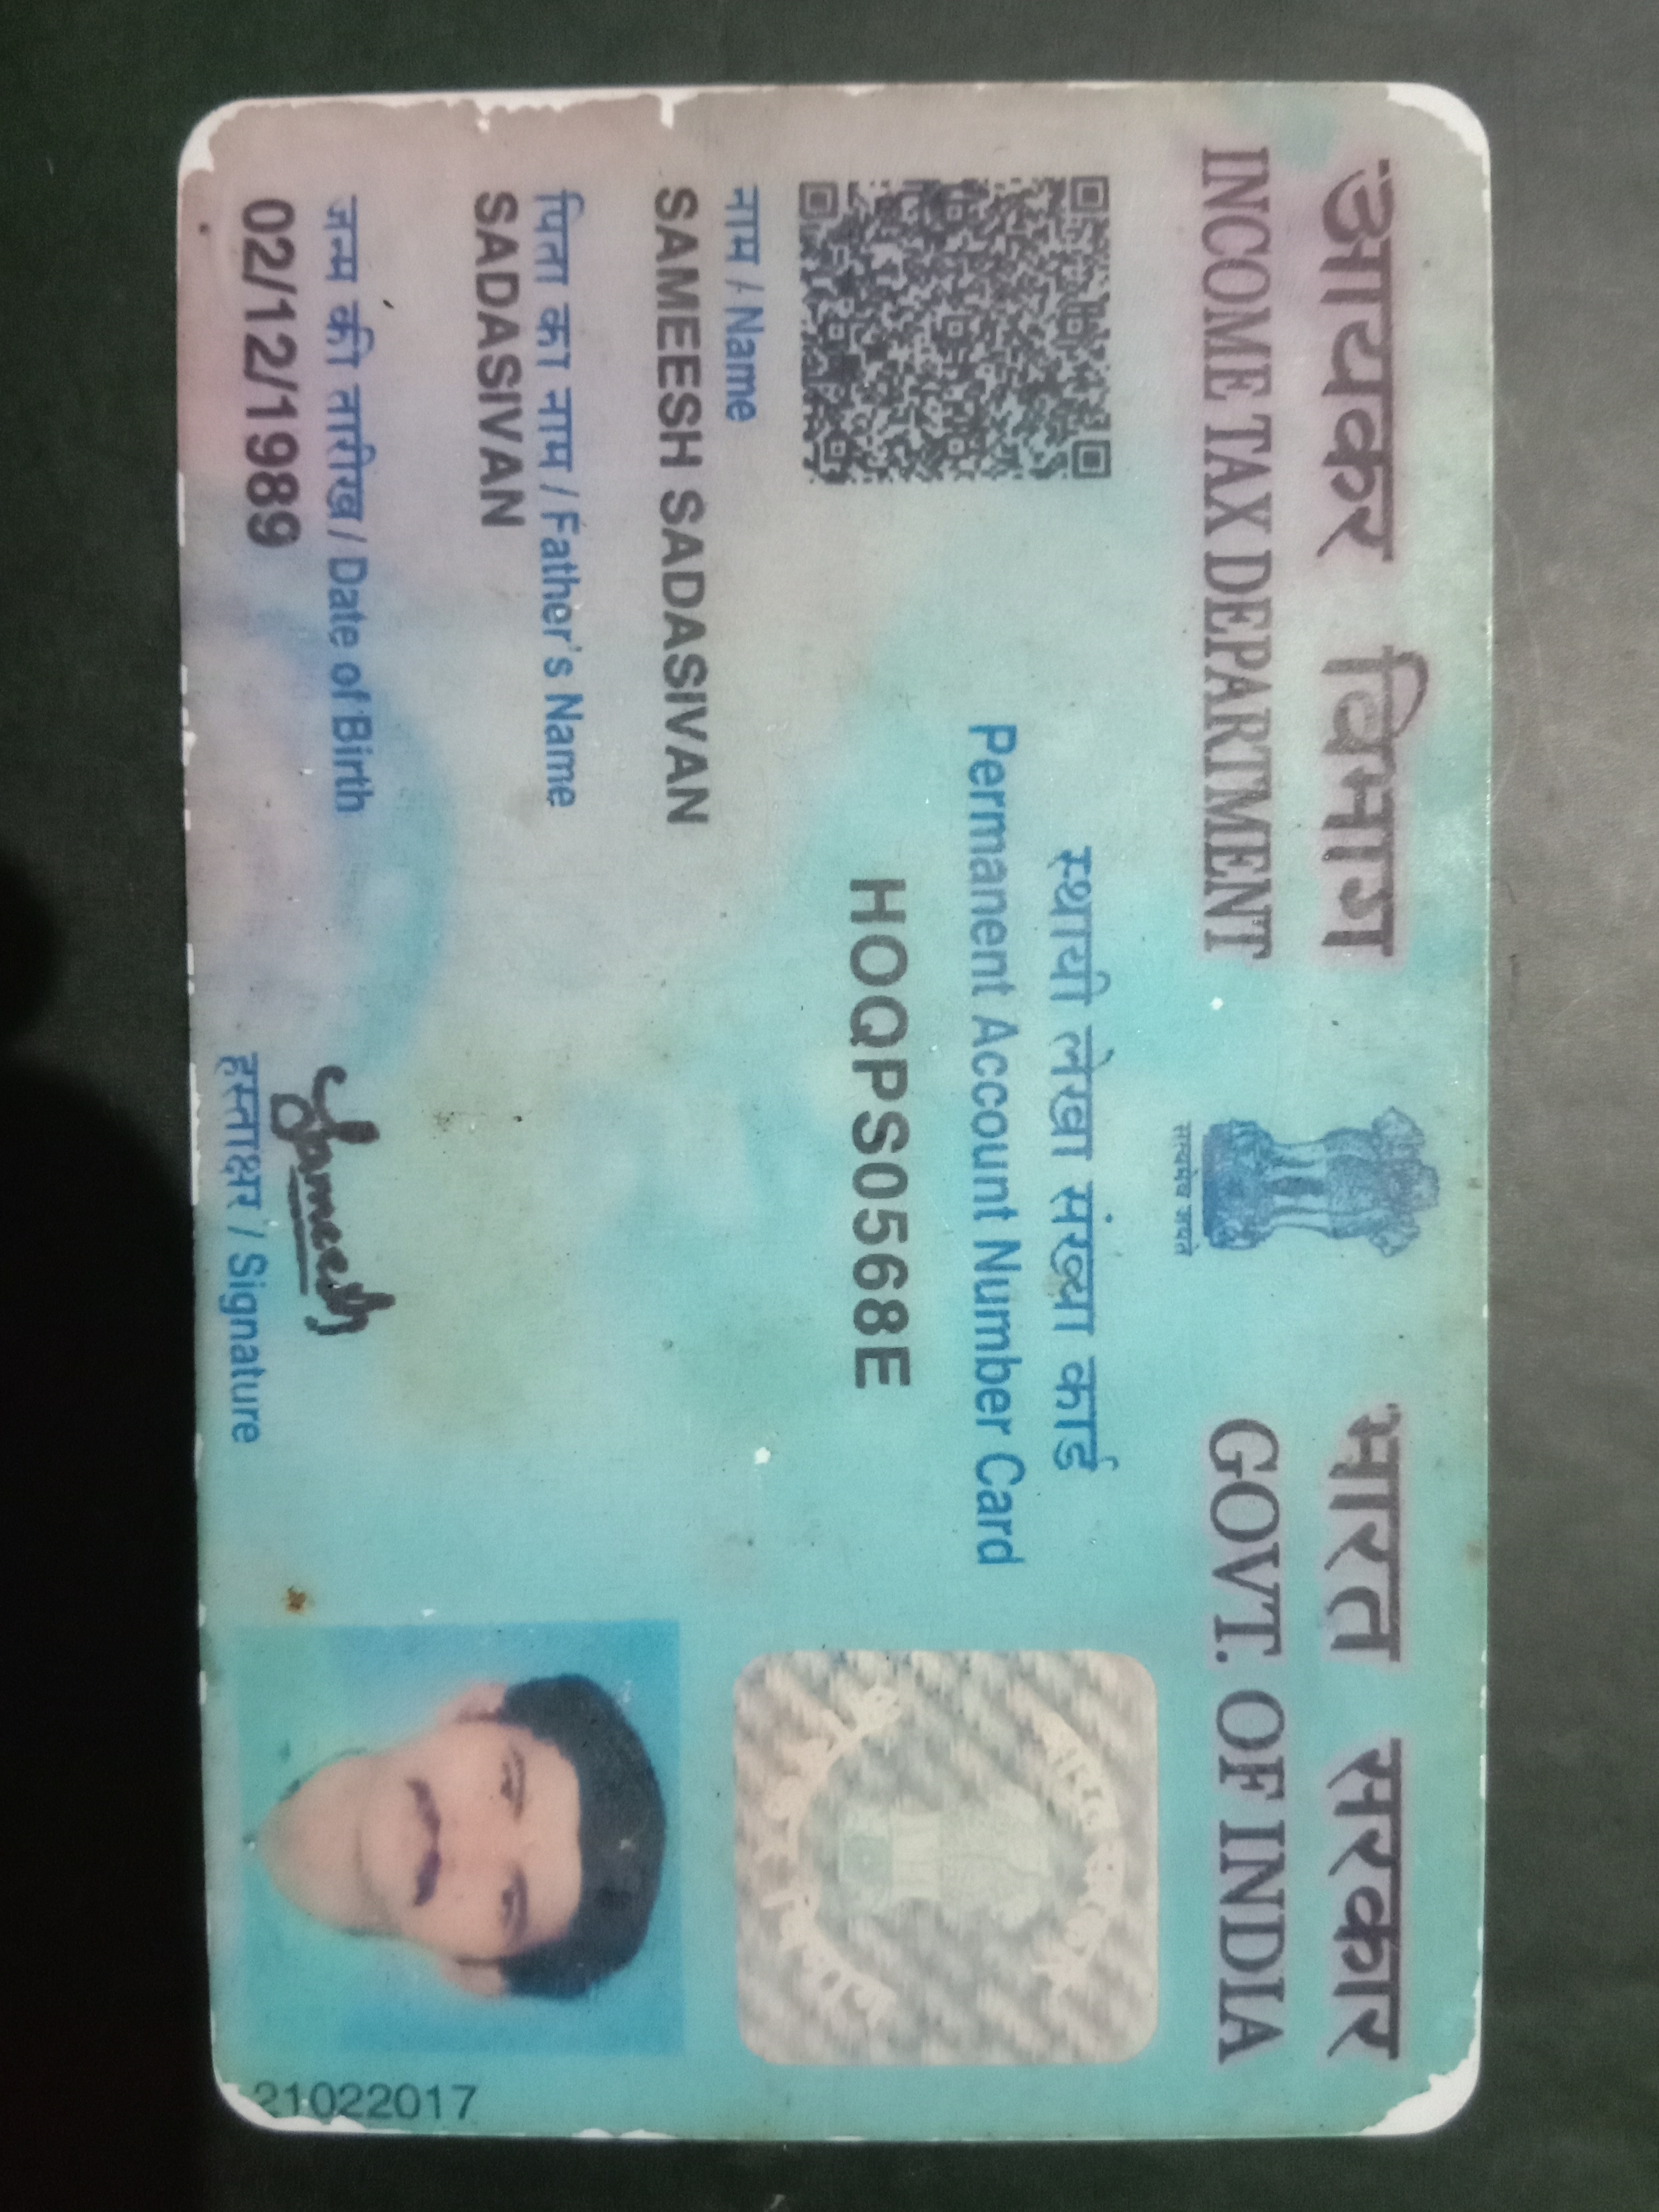 आयकर विभाग
INCOME TAX DEPARTMENT
सत्यमेव जयते
भारत सरकार
GOVT. OF INDIA
स्थायी लेखा संख्या कार्ड
Permanent Account Number Card
HOQPS0568E
नाम / Name
SAMEESH SADASIVAN
पिता का नाम / Father's Name
SADASIVAN
जन्म की तारीख / Date of Birth
02/12/1989
Sameesh
हस्ताक्षर / Signature
21022017